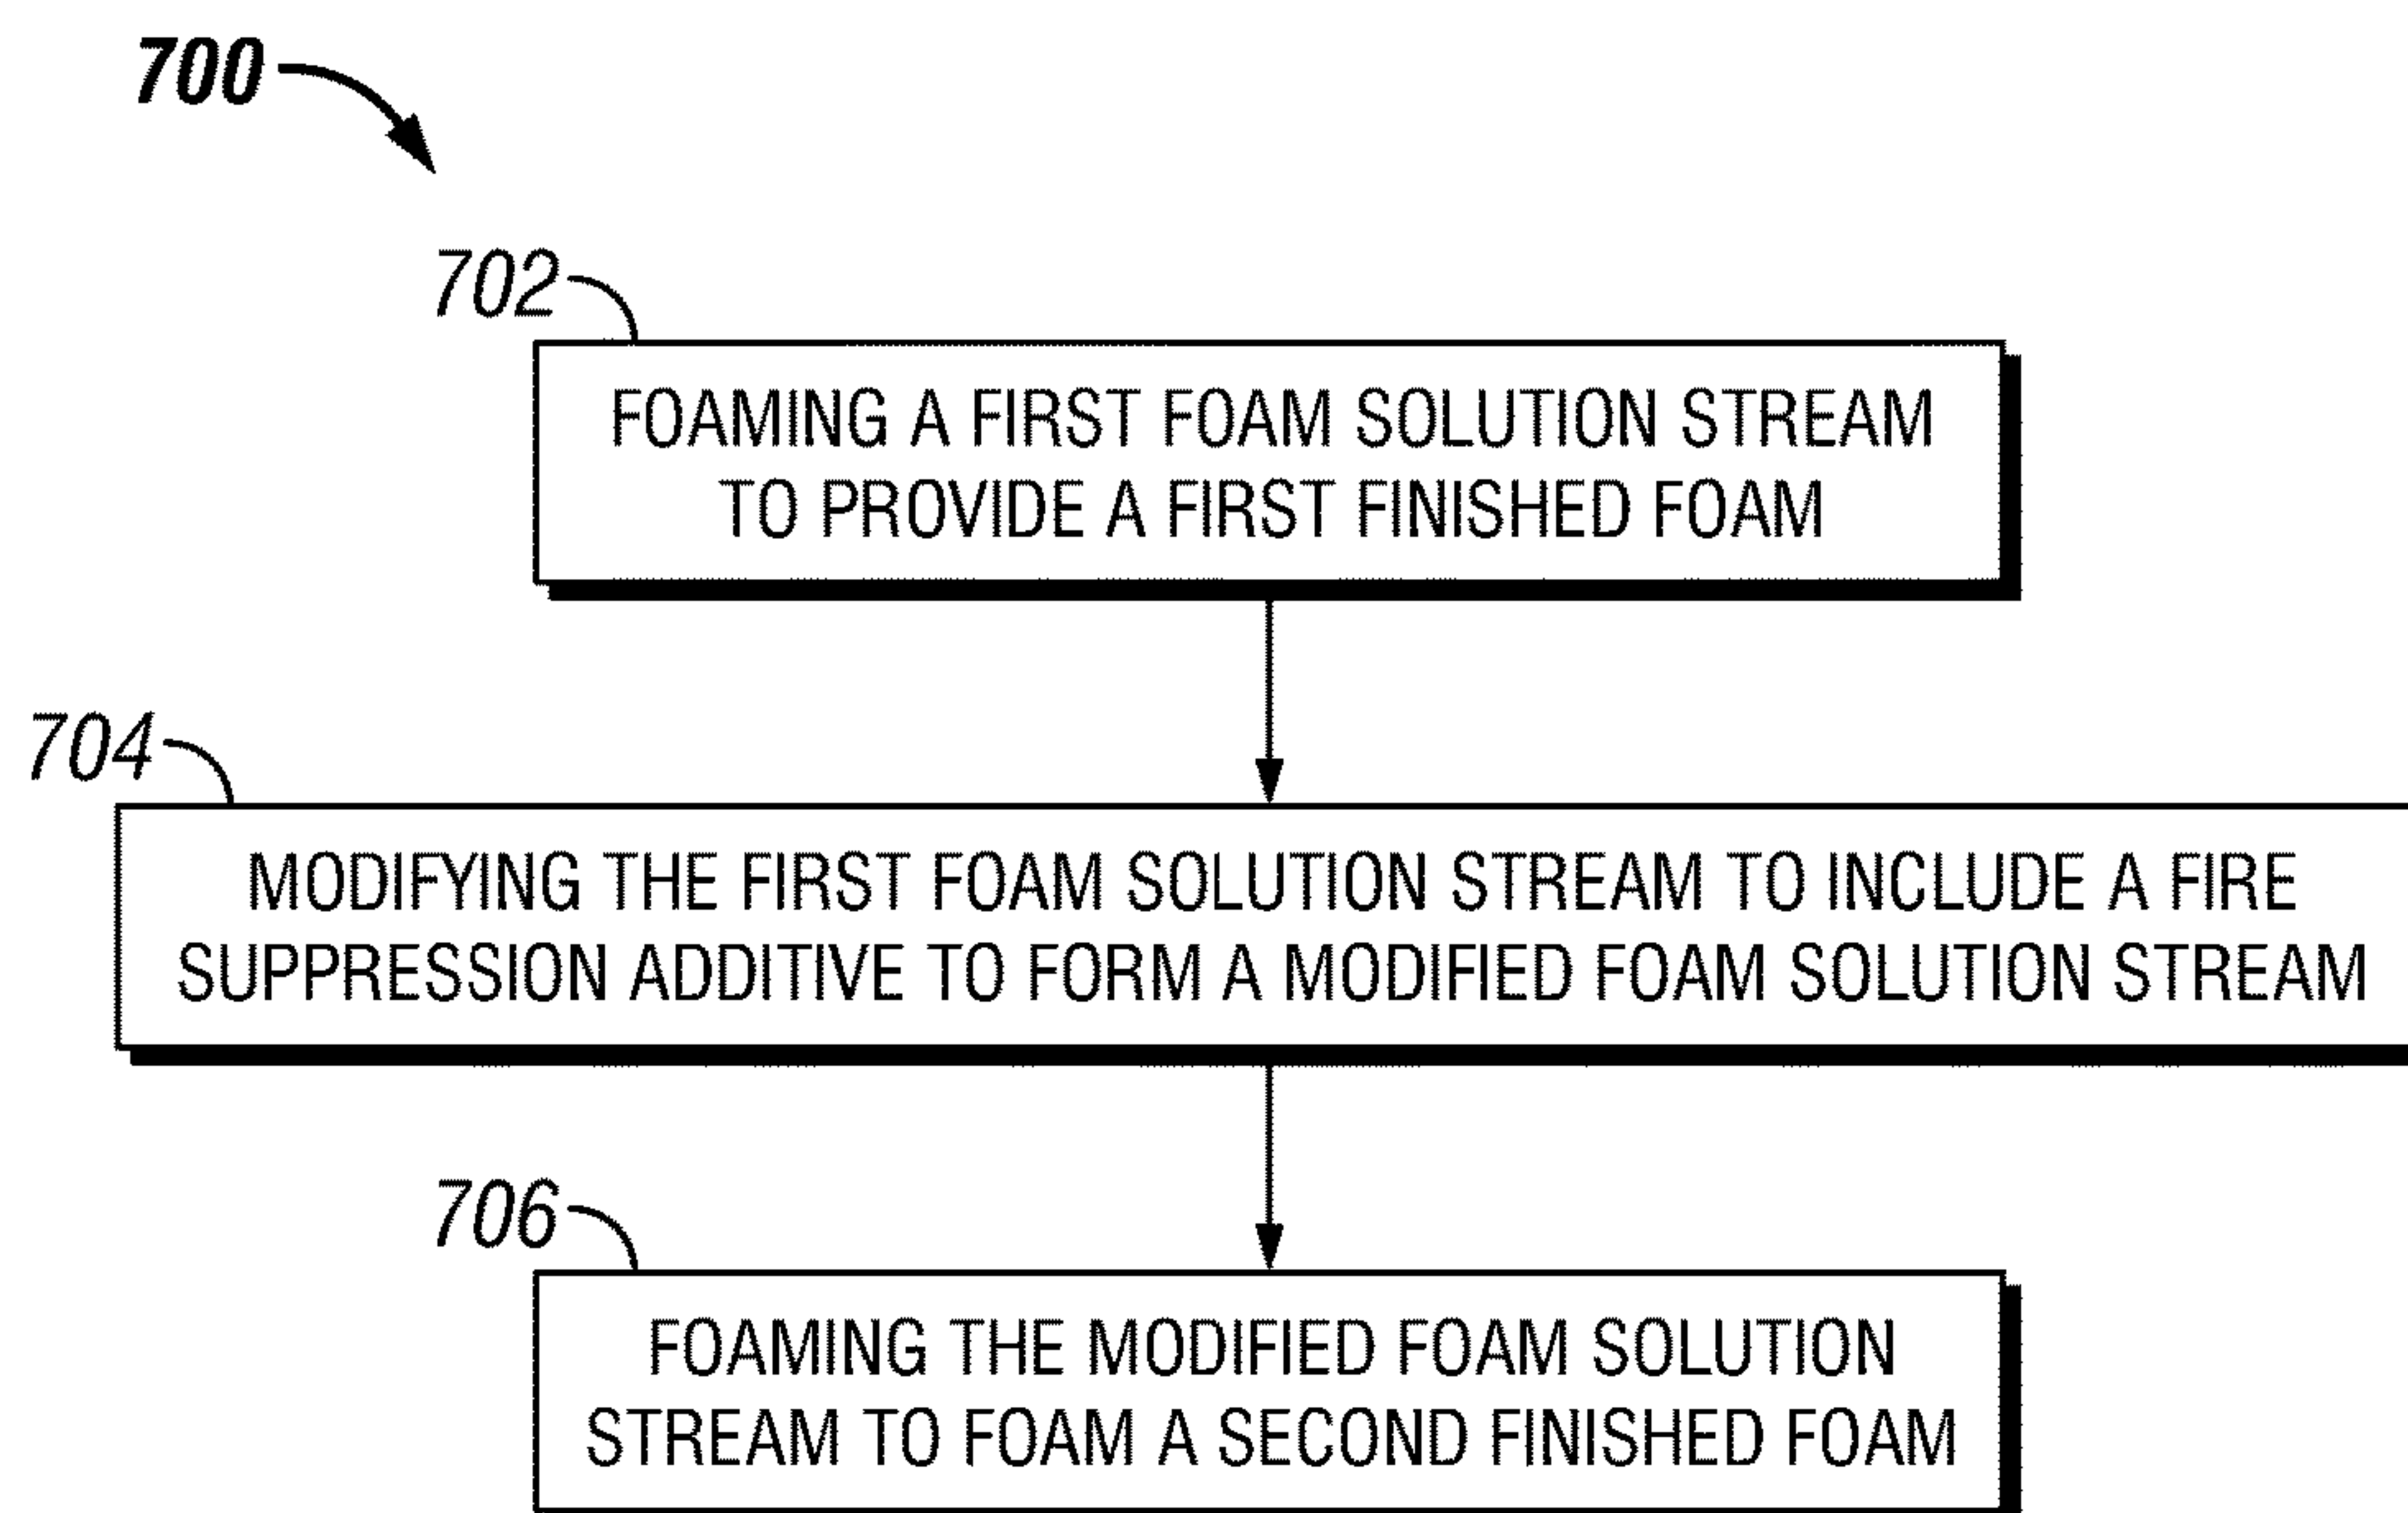 700
702
FOAMING A FIRST FOAM SOLUTION STREAM
TO PROVIDE A FIRST FINISHED FOAM
704
MODIFYING THE FIRST FOAM SOLUTION STREAM TO INCLUDE A FIRE
SUPPRESSION ADDITIVE TO FORM A MODIFIED FOAM SOLUTION STREAM
706
FOAMING THE MODIFIED FOAM SOLUTION
STREAM TO FOAM A SECOND FINISHED FOAM